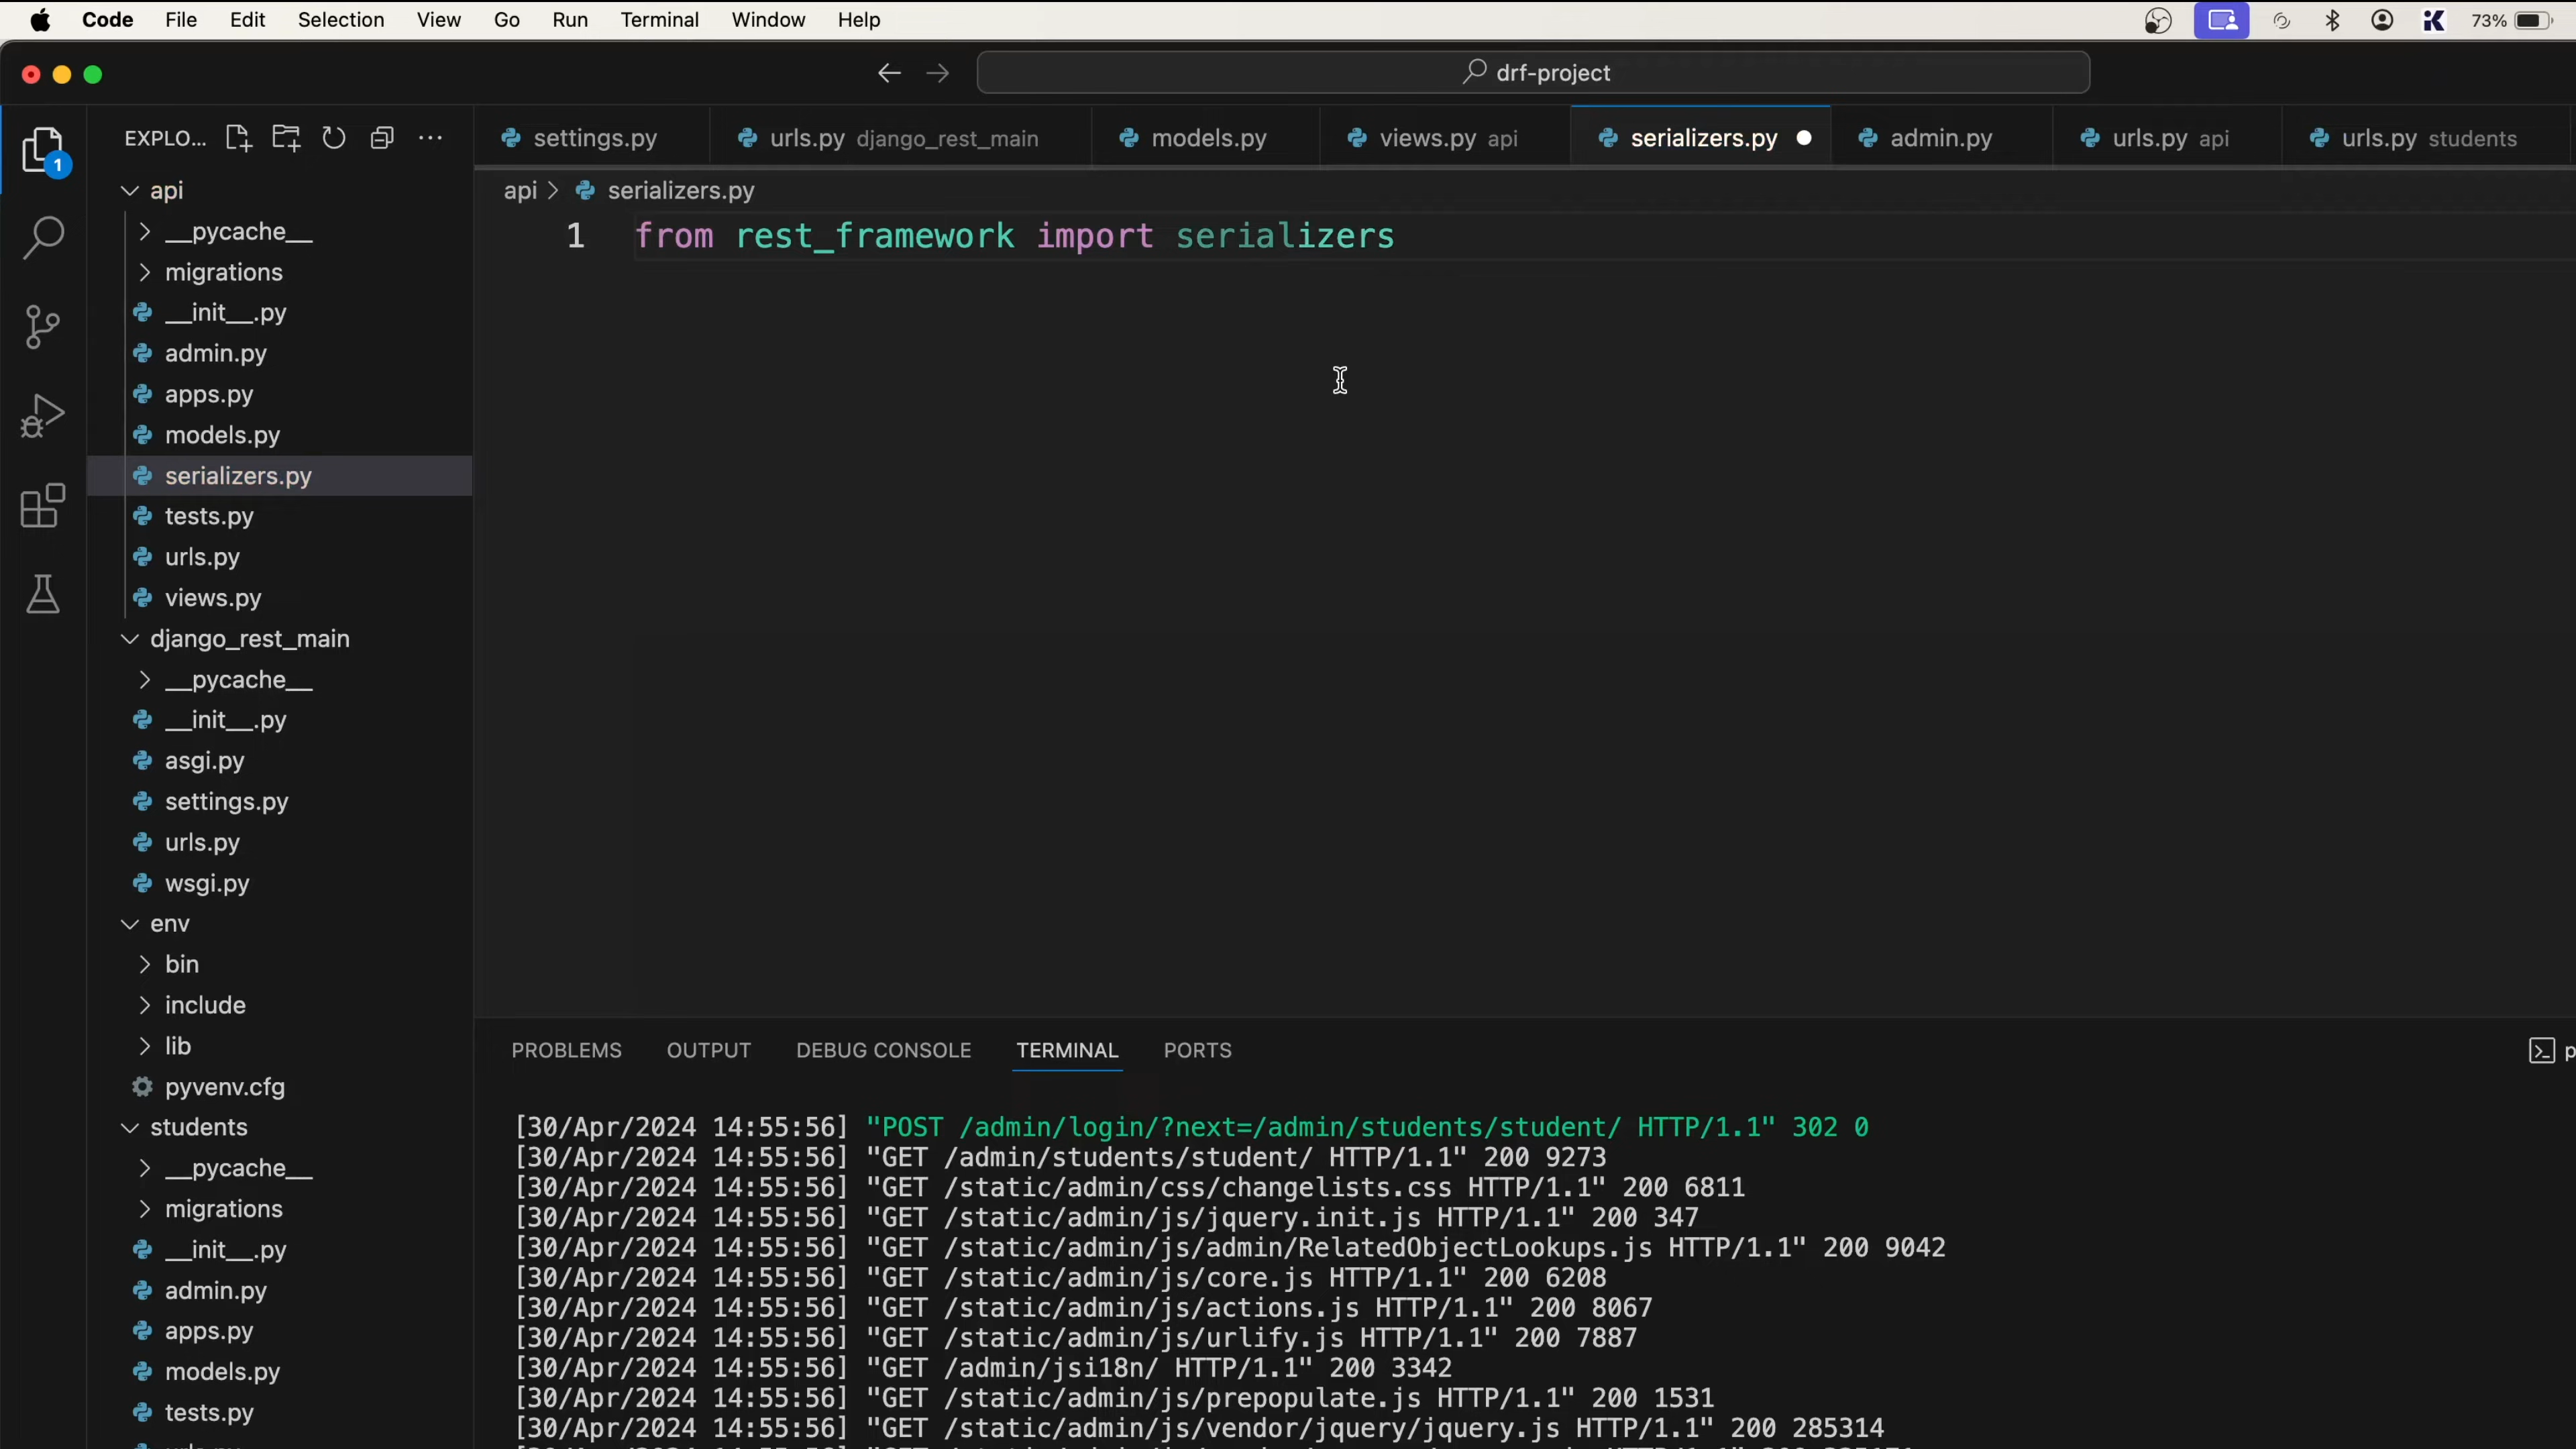 Code File Edit Selection View Go Run Terminal Window Help 73%
drf-project
EXPLO...
settings.py urls.py django_rest_main models.py views.py api serializers.py admin.py urls.py api urls.py students
api > serializers.py
1 from rest_framework import serializers
1
api
__pycache__
migrations
__init__.py
admin.py
apps.py
models.py
serializers.py
tests.py
urls.py
views.py
django_rest_main
__pycache__
__init__.py
asgi.py
settings.py
urls.py
wsgi.py
env
bin
include
lib
pyvenv.cfg
students
__pycache__
migrations
__init__.py
admin.py
apps.py
models.py
tests.py
PROBLEMS OUTPUT DEBUG CONSOLE TERMINAL PORTS
[30/Apr/2024 14:55:56] "POST /admin/login/?next=/admin/students/student/ HTTP/1.1" 302 0
[30/Apr/2024 14:55:56] "GET /admin/students/student/ HTTP/1.1" 200 9273
[30/Apr/2024 14:55:56] "GET /static/admin/css/changelists.css HTTP/1.1" 200 6811
[30/Apr/2024 14:55:56] "GET /static/admin/js/jquery.init.js HTTP/1.1" 200 347
[30/Apr/2024 14:55:56] "GET /static/admin/js/admin/RelatedObjectLookups.js HTTP/1.1" 200 9042
[30/Apr/2024 14:55:56] "GET /static/admin/js/core.js HTTP/1.1" 200 6208
[30/Apr/2024 14:55:56] "GET /static/admin/js/actions.js HTTP/1.1" 200 8067
[30/Apr/2024 14:55:56] "GET /static/admin/js/urlify.js HTTP/1.1" 200 7887
[30/Apr/2024 14:55:56] "GET /admin/jsi18n/ HTTP/1.1" 200 3342
[30/Apr/2024 14:55:56] "GET /static/admin/js/prepopulate.js HTTP/1.1" 200 1531
[30/Apr/2024 14:55:56] "GET /static/admin/js/vendor/jquery/jquery.js HTTP/1.1" 200 285314